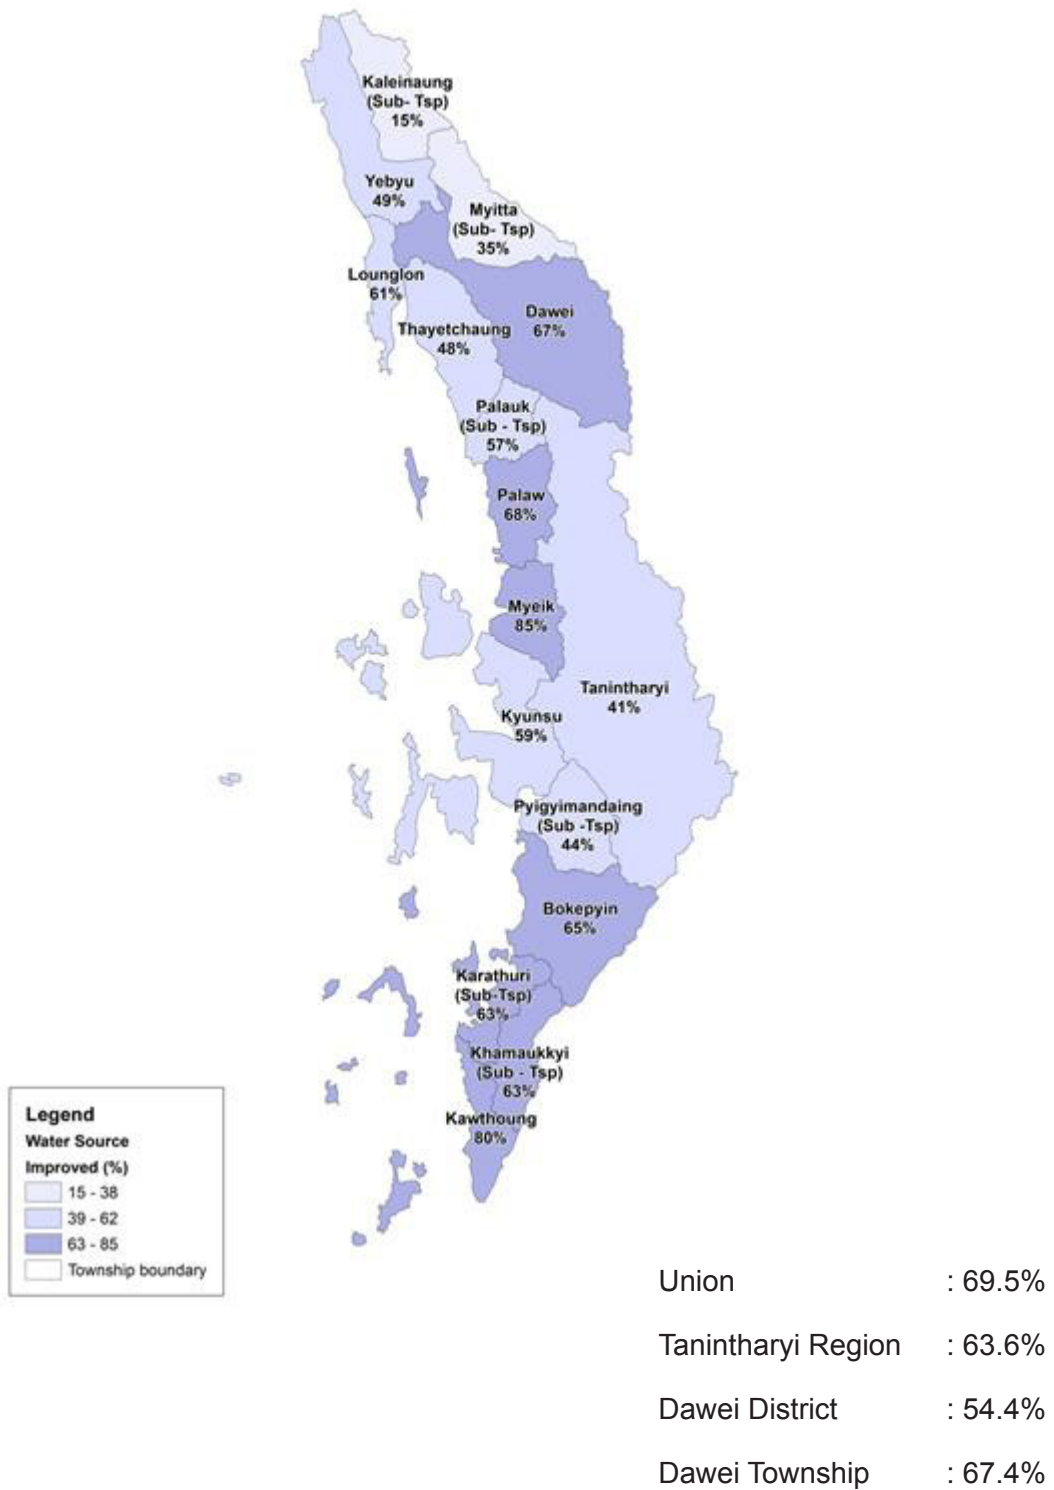 Kaleinaung
(Sub- Tsp)
15%
Yebyu
49%
Myitta
(Sub- Tsp)
35%
Lounglon
61%
Dawei
67%
Thayetchaung
48%
Palauk
(Sub - Tsp)
57%
Palaw
68%
Myeik
85%
Tanintharyi
41%
Kyunsu
59%
Pyigyimandaing
(Sub -Tsp)
44%
Bokepyin
65%
Karathuri
(Sub-Tsp)
63%
Khamaukkyi
(Sub - Tsp)
63%
Kawthoung
80%
Legend
Water Source
Improved (%)
15 - 38
39 - 62
63 - 85
Township boundary
Union : 69.5%
Tanintharyi Region : 63.6%
Dawei District : 54.4%
Dawei Township : 67.4%